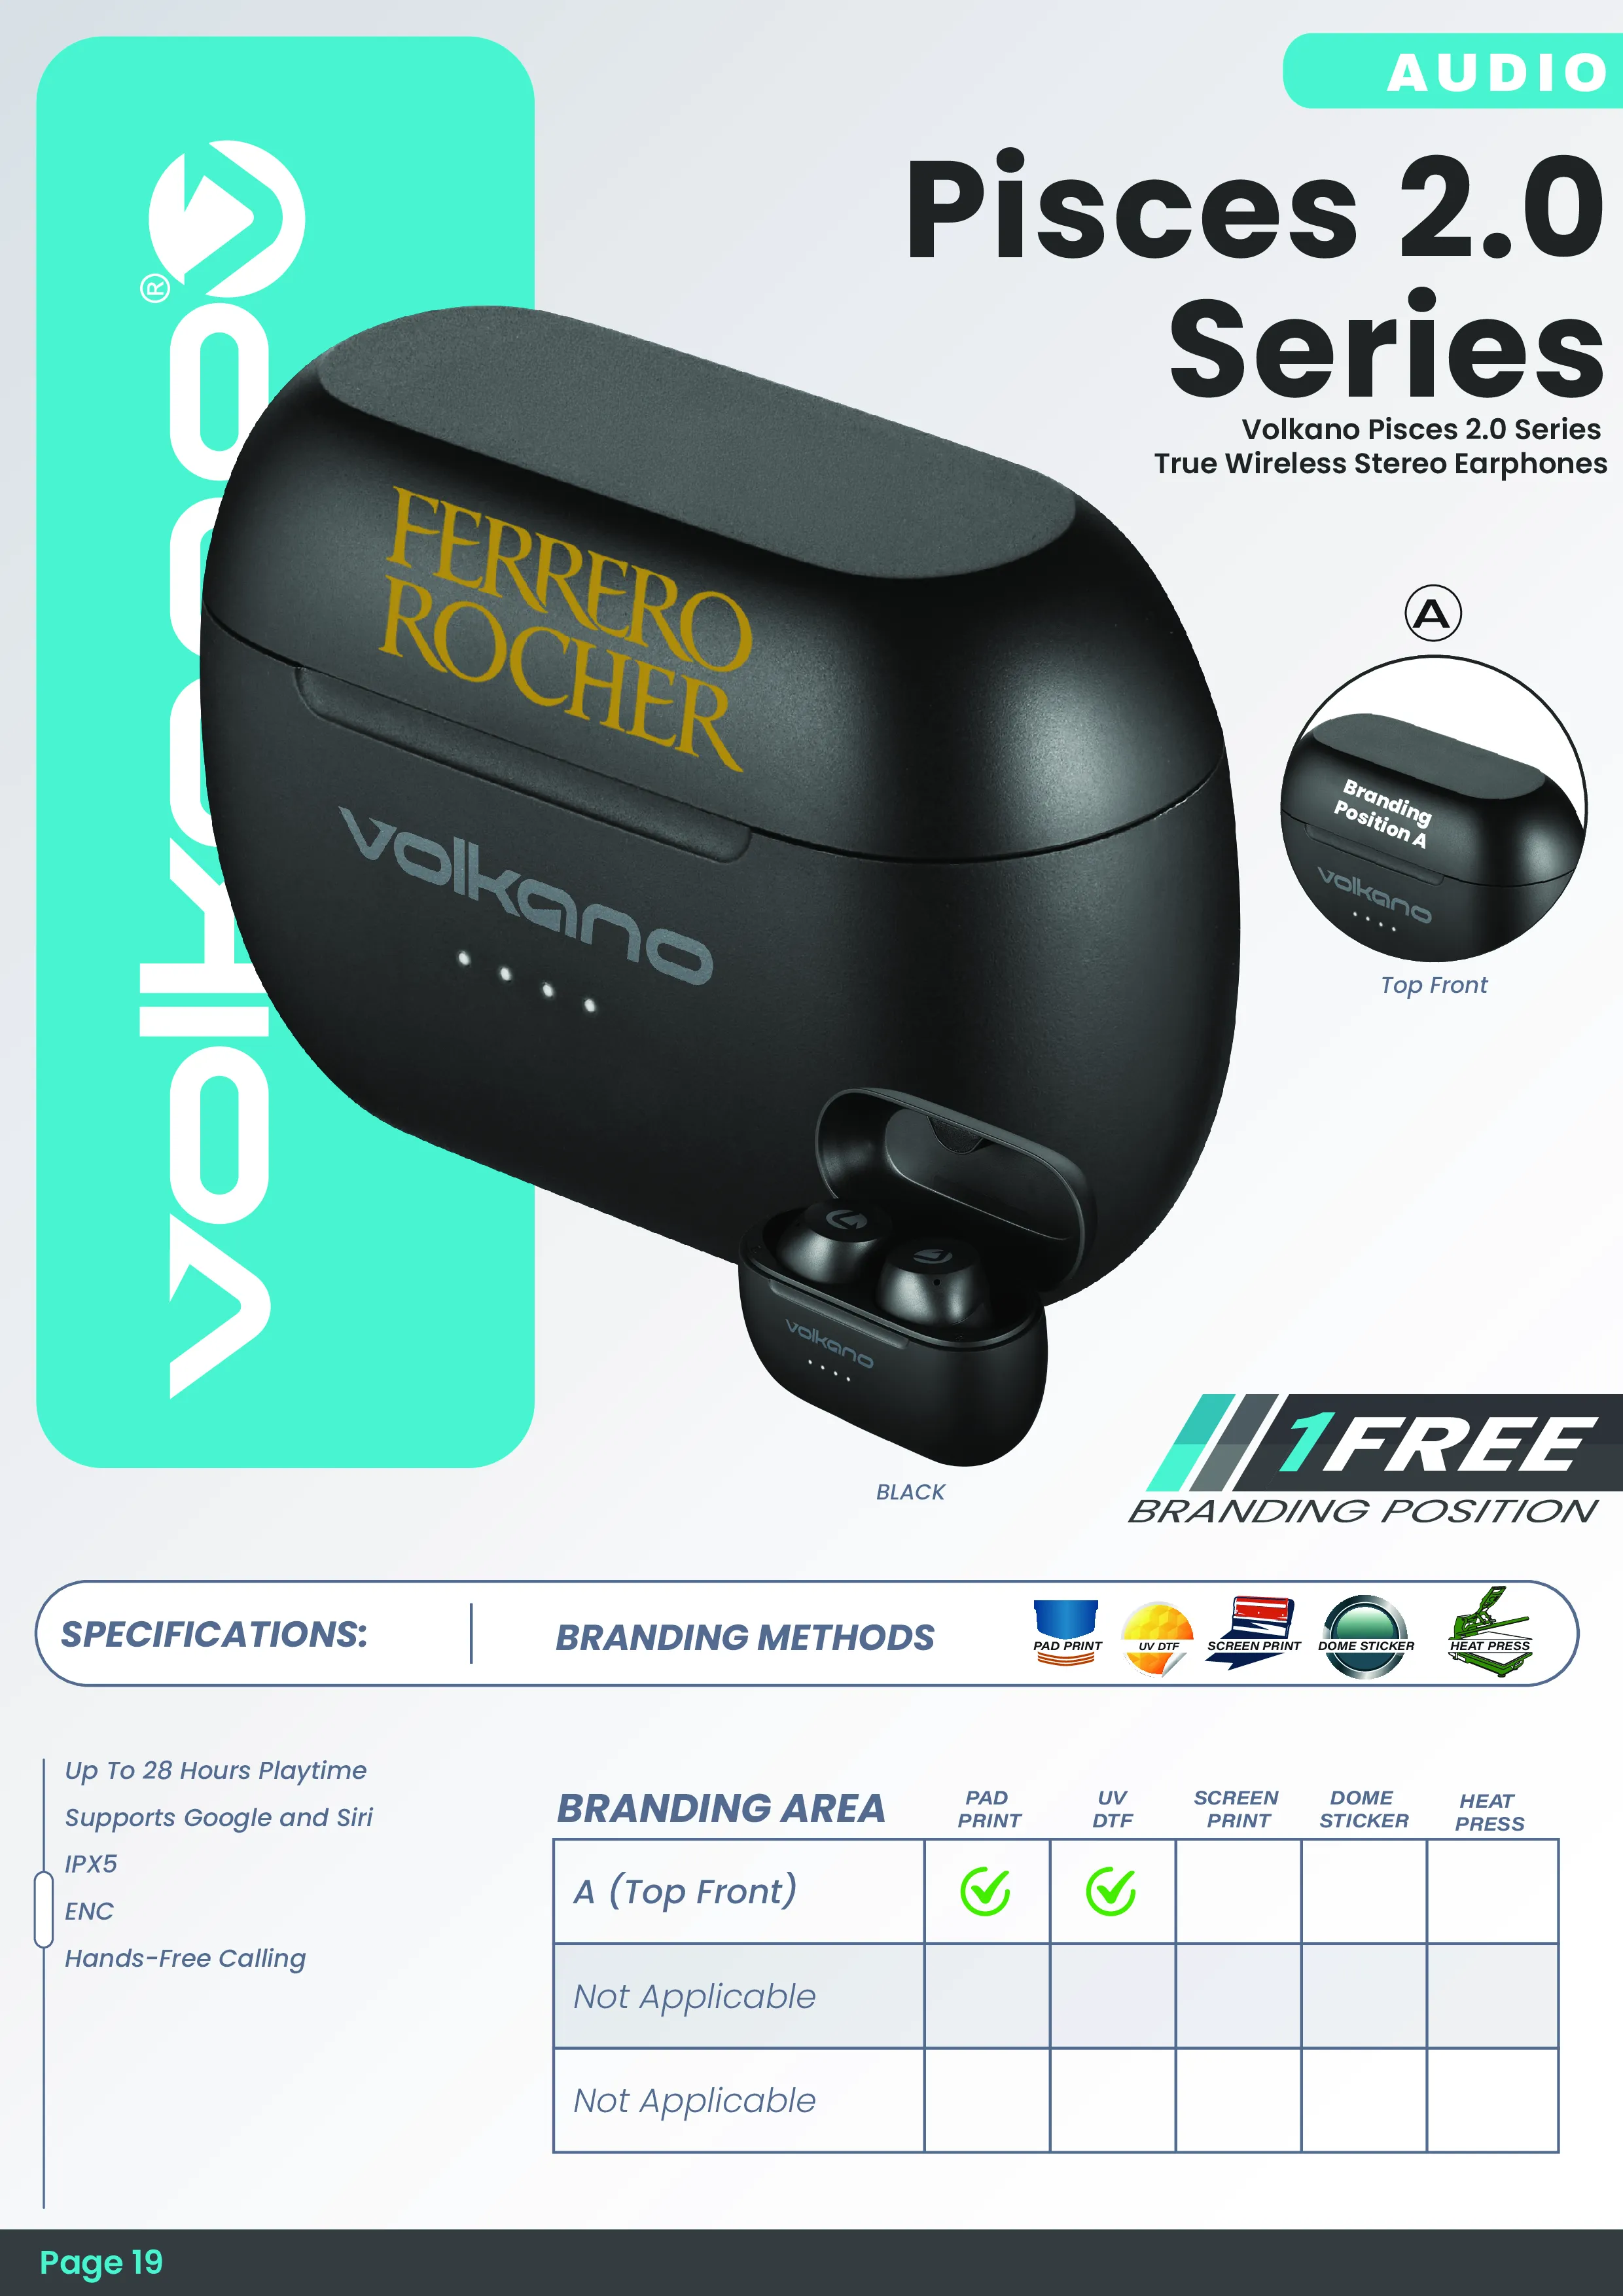 AUDIO
Pisces 2.0
Series
Volkano Pisces 2.0 Series
True Wireless Stereo Earphones
volkano®
FERRERO
ROCHER
volkano
A
Branding
Position A
volkano
Top Front
volkano
BLACK
1FREE
BRANDING POSITION
SPECIFICATIONS:
BRANDING METHODS
PAD PRINT
UV DTF
SCREEN PRINT
DOME STICKER
HEAT PRESS
Up To 28 Hours Playtime
Supports Google and Siri
IPX5
ENC
Hands-Free Calling
BRANDING AREA
PAD
PRINT
UV
DTF
SCREEN
PRINT
DOME
STICKER
HEAT
PRESS
A (Top Front)
Not Applicable
Not Applicable
Page 19